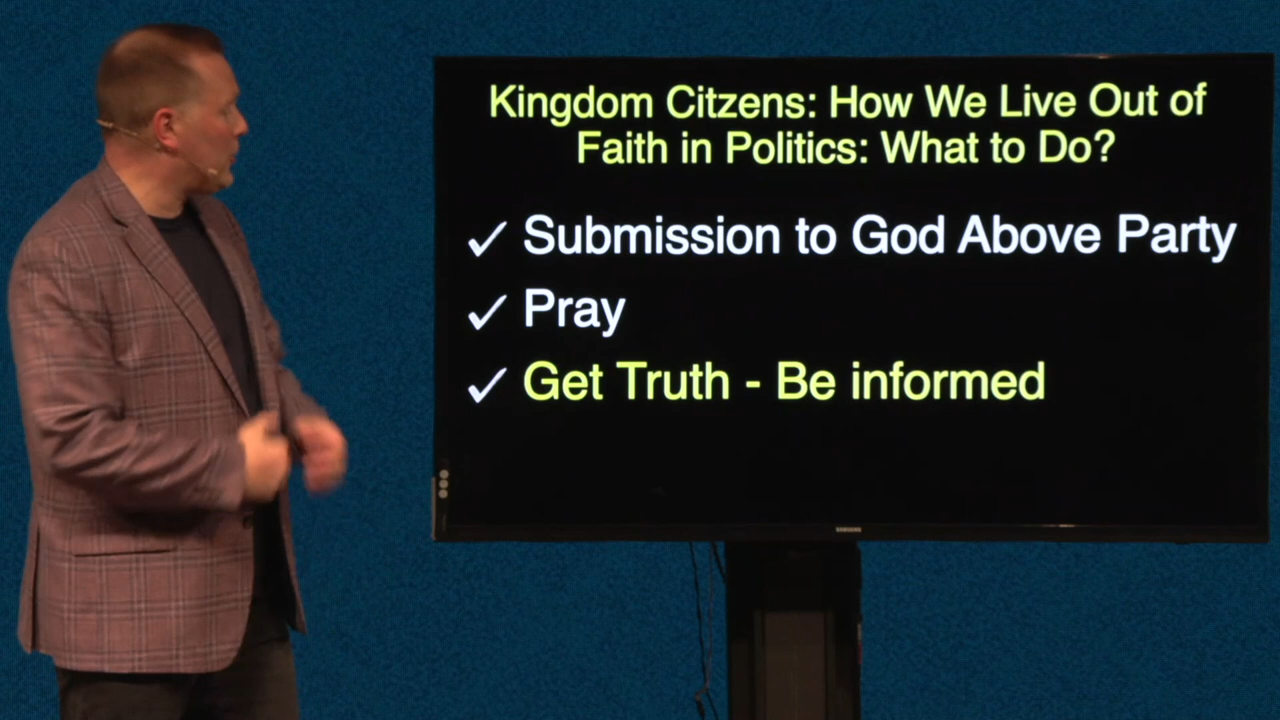 Kingdom Citzens: How We Live Out of
Faith in Politics: What to Do?
✓ Submission to God Above Party
✓ Pray
✓ Get Truth - Be informed
SAMSUNG